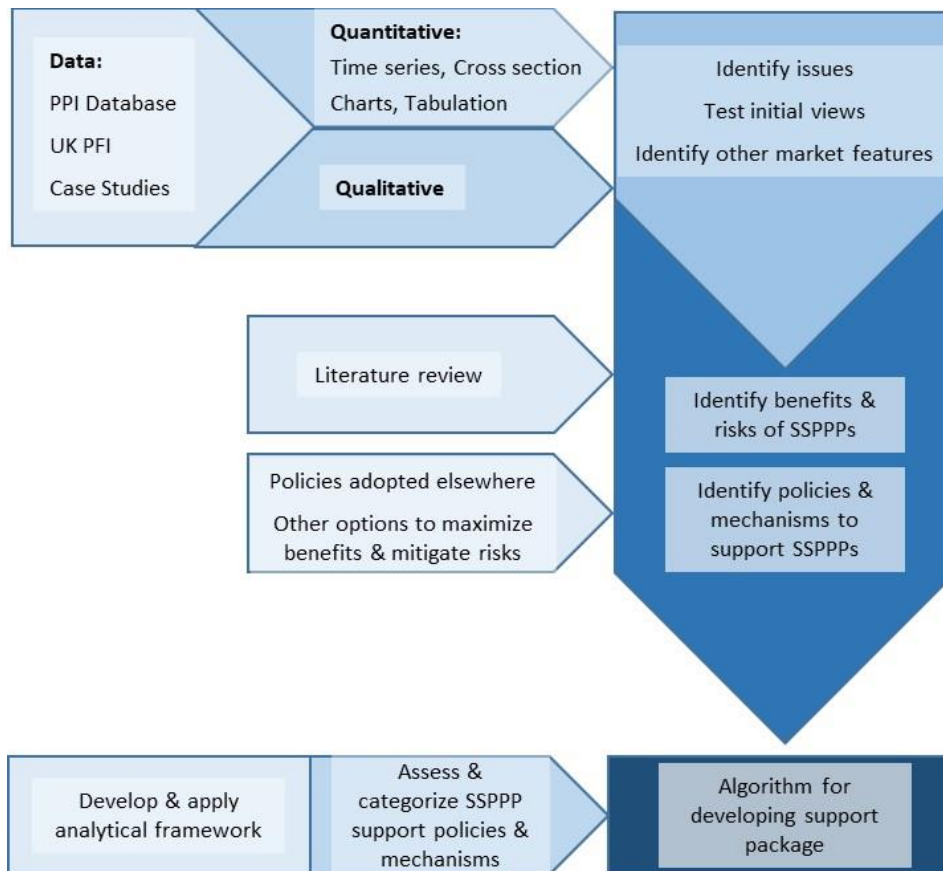 Data:
PPI Database
UK PFI
Case Studies
Quantitative:
Time series, Cross section
Charts, Tabulation
Qualitative
Identify issues
Test initial views
Identify other market features
Literature review
Identify benefits &
risks of SSPPPs
Policies adopted elsewhere
Other options to maximize
benefits & mitigate risks
Identify policies &
mechanisms to
support SSPPPs
Develop & apply
analytical framework
Assess &
categorize SSPPP
support policies &
mechanisms
Algorithm for
developing support
package